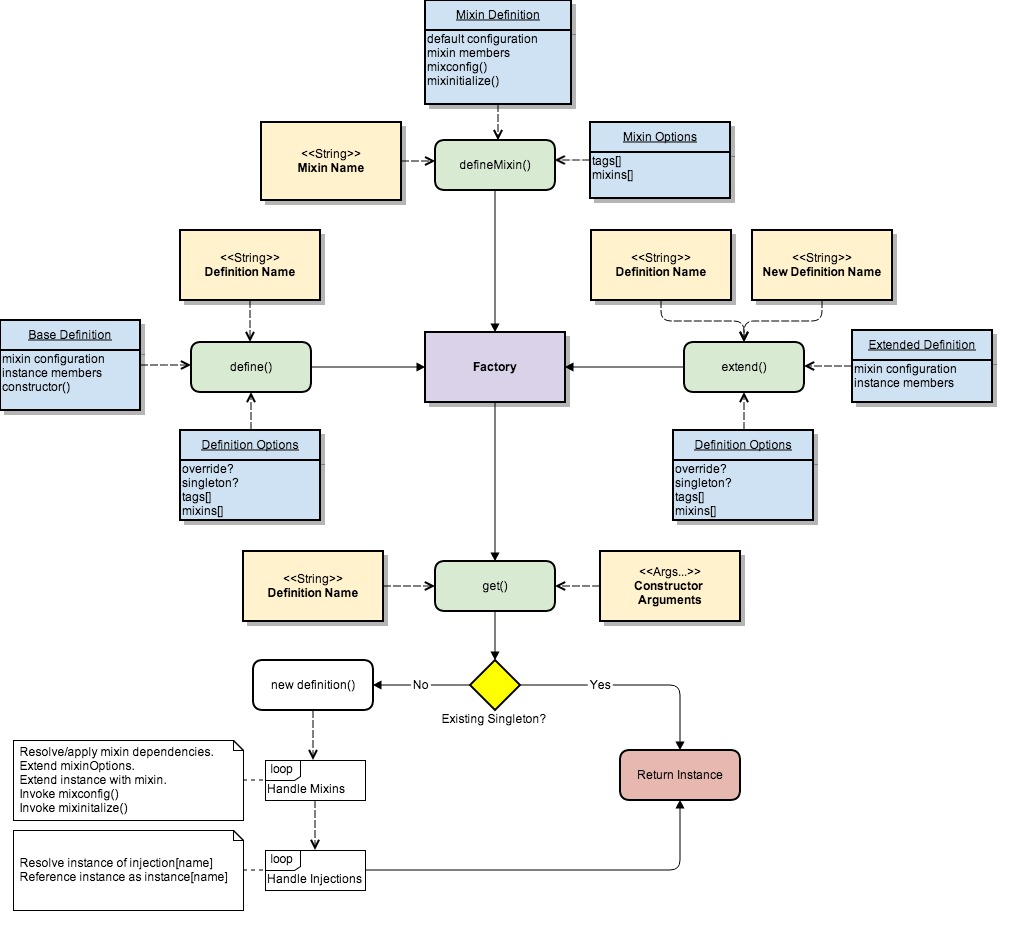 Mixin Definition
default configuration
mixin members
mixconfig()
mixinitialize()
<<String>>
Mixin Name
defineMixin()
Mixin Options
tags[]
mixins[]
<<String>>
Definition Name
<<String>>
Definition Name
<<String>>
New Definition Name
Base Definition
mixin configuration
instance members
constructor()
define()
Factory
extend()
Extended Definition
mixin configuration
instance members
Definition Options
override?
singleton?
tags[]
mixins[]
Definition Options
override?
singleton?
tags[]
mixins[]
<<String>>
Definition Name
get()
<<Args...>>
Constructor
Arguments
new definition()
No
Yes
Existing Singleton?
Resolve/apply mixin dependencies.
Extend mixinOptions.
Extend instance with mixin.
Invoke mixconfig()
Invoke mixinitalize()
loop
Handle Mixins
Return Instance
Resolve instance of injection[name]
Reference instance as instance[name]
loop
Handle Injections